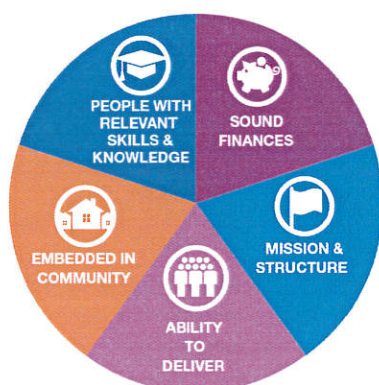 PEOPLE WITH
RELEVANT
SKILLS &
KNOWLEDGE
SOUND
FINANCES
MISSION &
STRUCTURE
ABILITY
TO
DELIVER
EMBEDDED IN
COMMUNITY